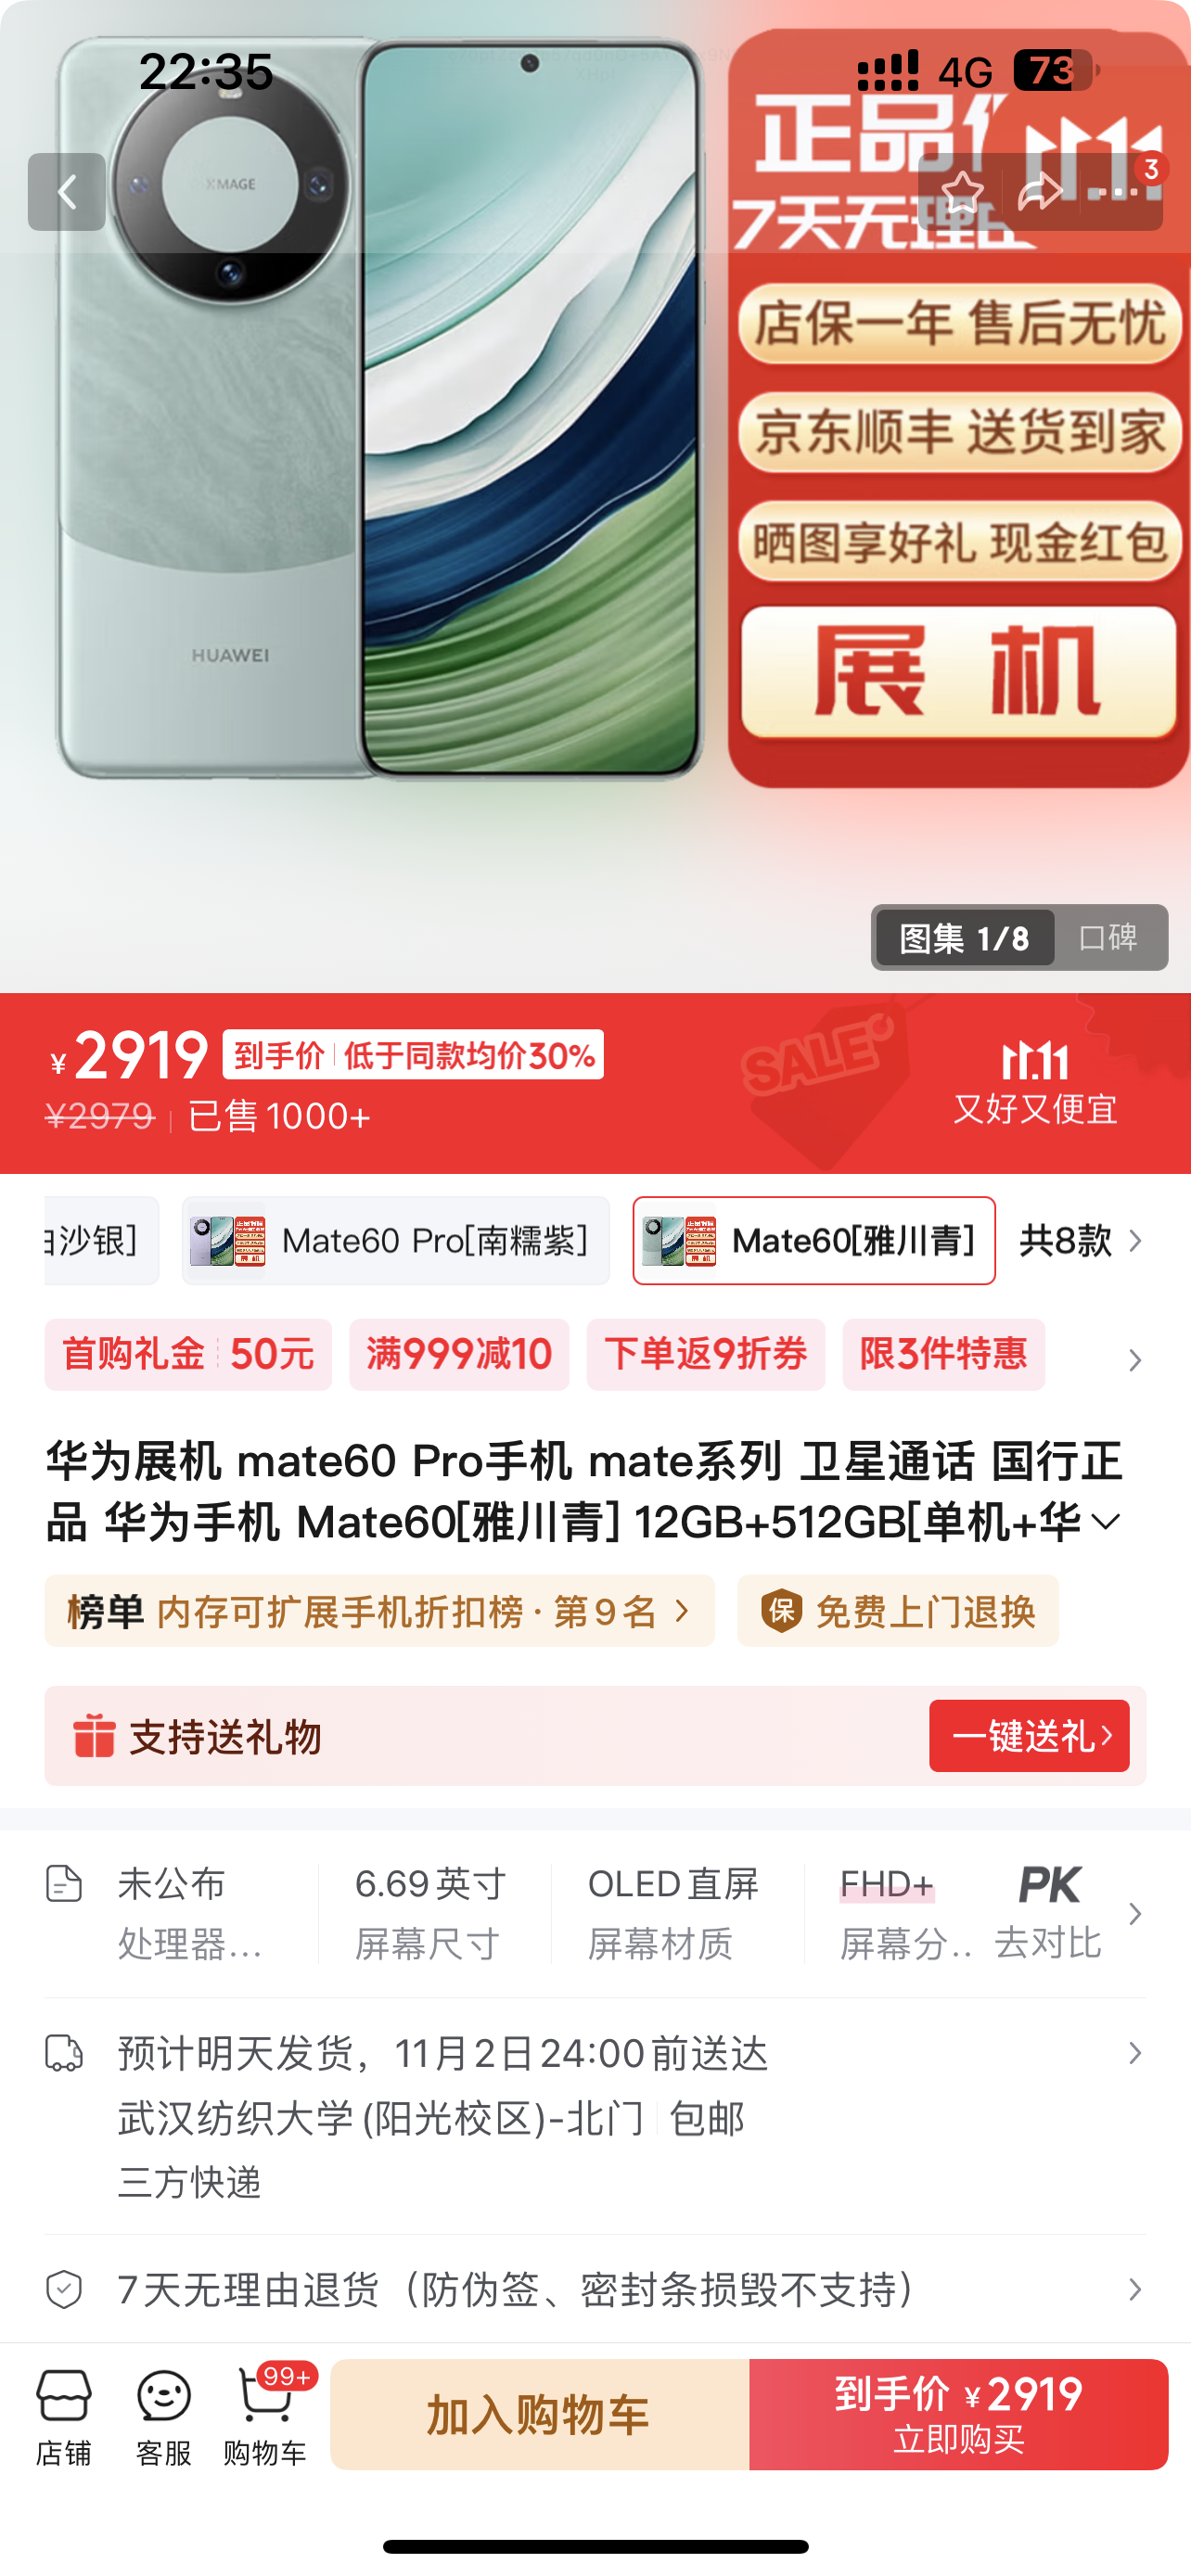 22:35
4G
73
XMAGE
HUAWEI
正品
7天无理
3
店保一年 售后无忧
京东顺丰 送货到家
晒图享好礼 现金红包
展 机
图集 1/8
口碑
¥2919
到手价 低于同款均价30%
¥2979
已售1000+
SALE
11.11
又好又便宜
沙银]
Mate60 Pro[南糯紫]
Mate60[雅川青]
共8款
首购礼金 50元
满999减10
下单返9折券
限3件特惠
华为展机 mate60 Pro手机 mate系列 卫星通话 国行正
品 华为手机 Mate60[雅川青] 12GB+512GB[单机+华
榜单 内存可扩展手机折扣榜·第9名
保 免费上门退换
支持送礼物
一键送礼
未公布
6.69英寸
OLED直屏
FHD+
PK
处理器...
屏幕尺寸
屏幕材质
屏幕分..
去对比
预计明天发货，11月2日24:00前送达
武汉纺织大学(阳光校区)-北门
包邮
三方快递
7天无理由退货（防伪签、密封条损毁不支持）
99+
店铺
客服
购物车
加入购物车
到手价 ¥2919
立即购买